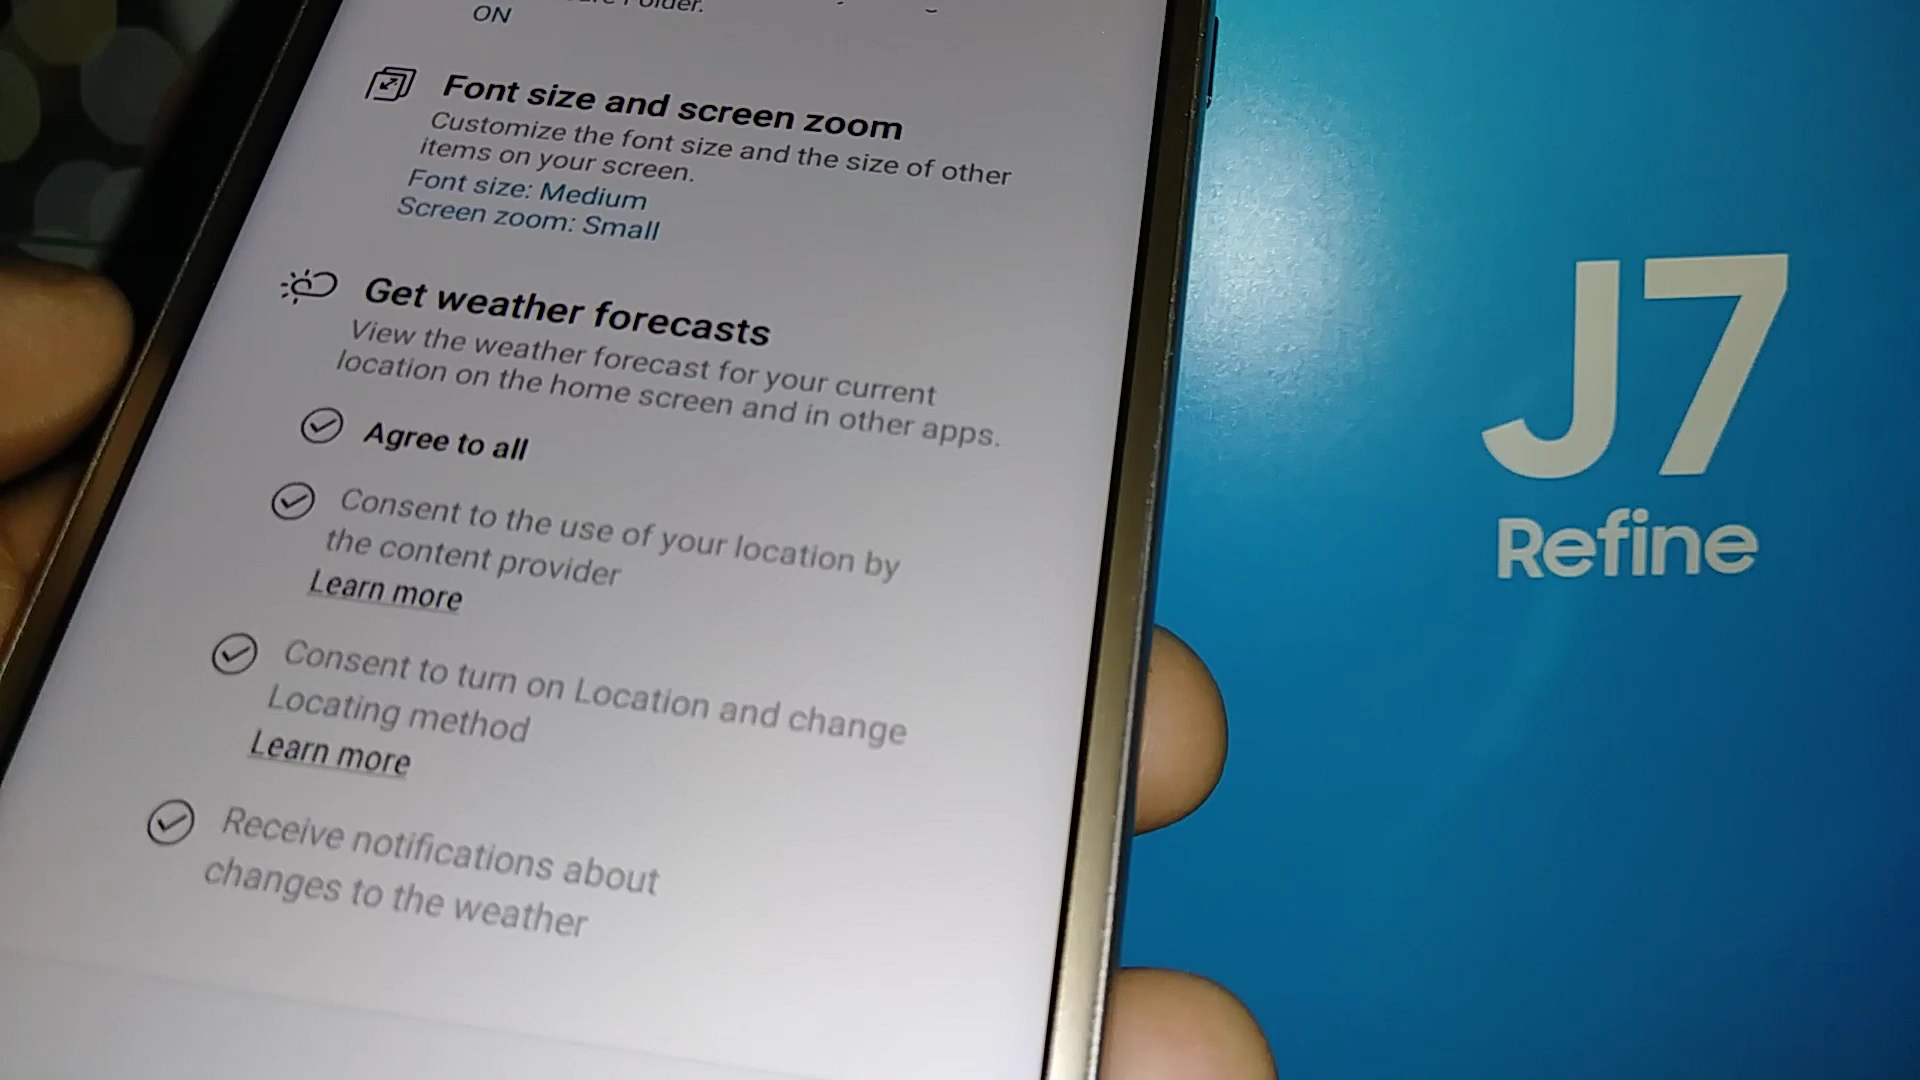 Folder.
ON
Font size and screen zoom
Customize the font size and the size of other
items on your screen.
Font size: Medium
Screen zoom: Small
Get weather forecasts
View the weather forecast for your current
location on the home screen and in other apps.
Agree to all
Consent to the use of your location by
the content provider
Learn more
Consent to turn on Location and change
Locating method
Learn more
Receive notifications about
changes to the weather
J7
Refine